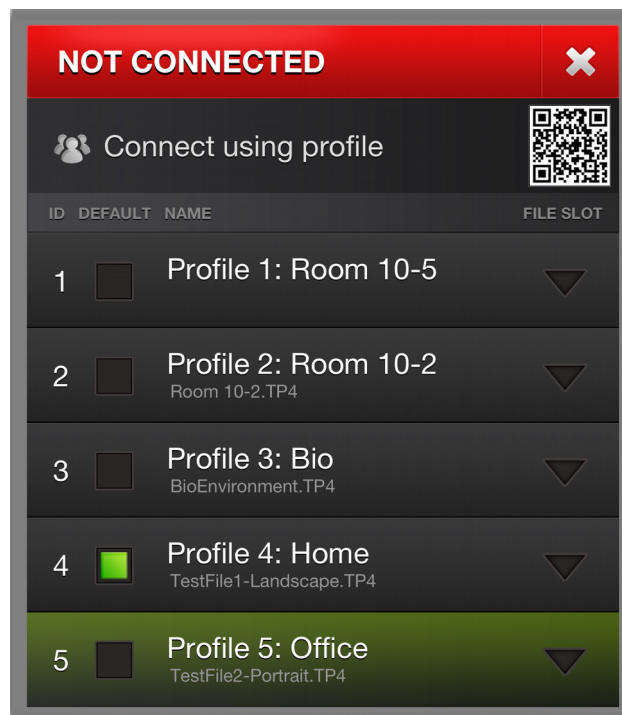 NOT CONNECTED
Connect using profile
ID DEFAULT NAME FILE SLOT
1 Profile 1: Room 10-5
2 Profile 2: Room 10-2
Room 10-2.TP4
3 Profile 3: Bio
BioEnvironment.TP4
4 Profile 4: Home
TestFile1-Landscape.TP4
5 Profile 5: Office
TestFile2-Portrait.TP4